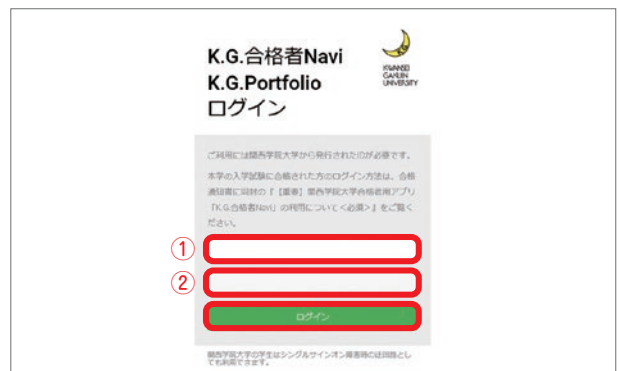 K.G.合格者Navi
K.G.Portfolio
ログイン
KWANSEI
GAKUIN
UNIVERSITY
ご利用には関西学院大学から発行されたIDが必要です。
本学の入学試験に合格された方のログイン方法は、合格
通知書に同封の『【重要】関西学院大学合格者用アプリ
「K.G.合格者Navi」の利用について<必須>』をご覧く
ださい。
①
②
ログイン
関西学院大学の学生はシングルサインオン障害時の迂回路とし
ても利用できます。